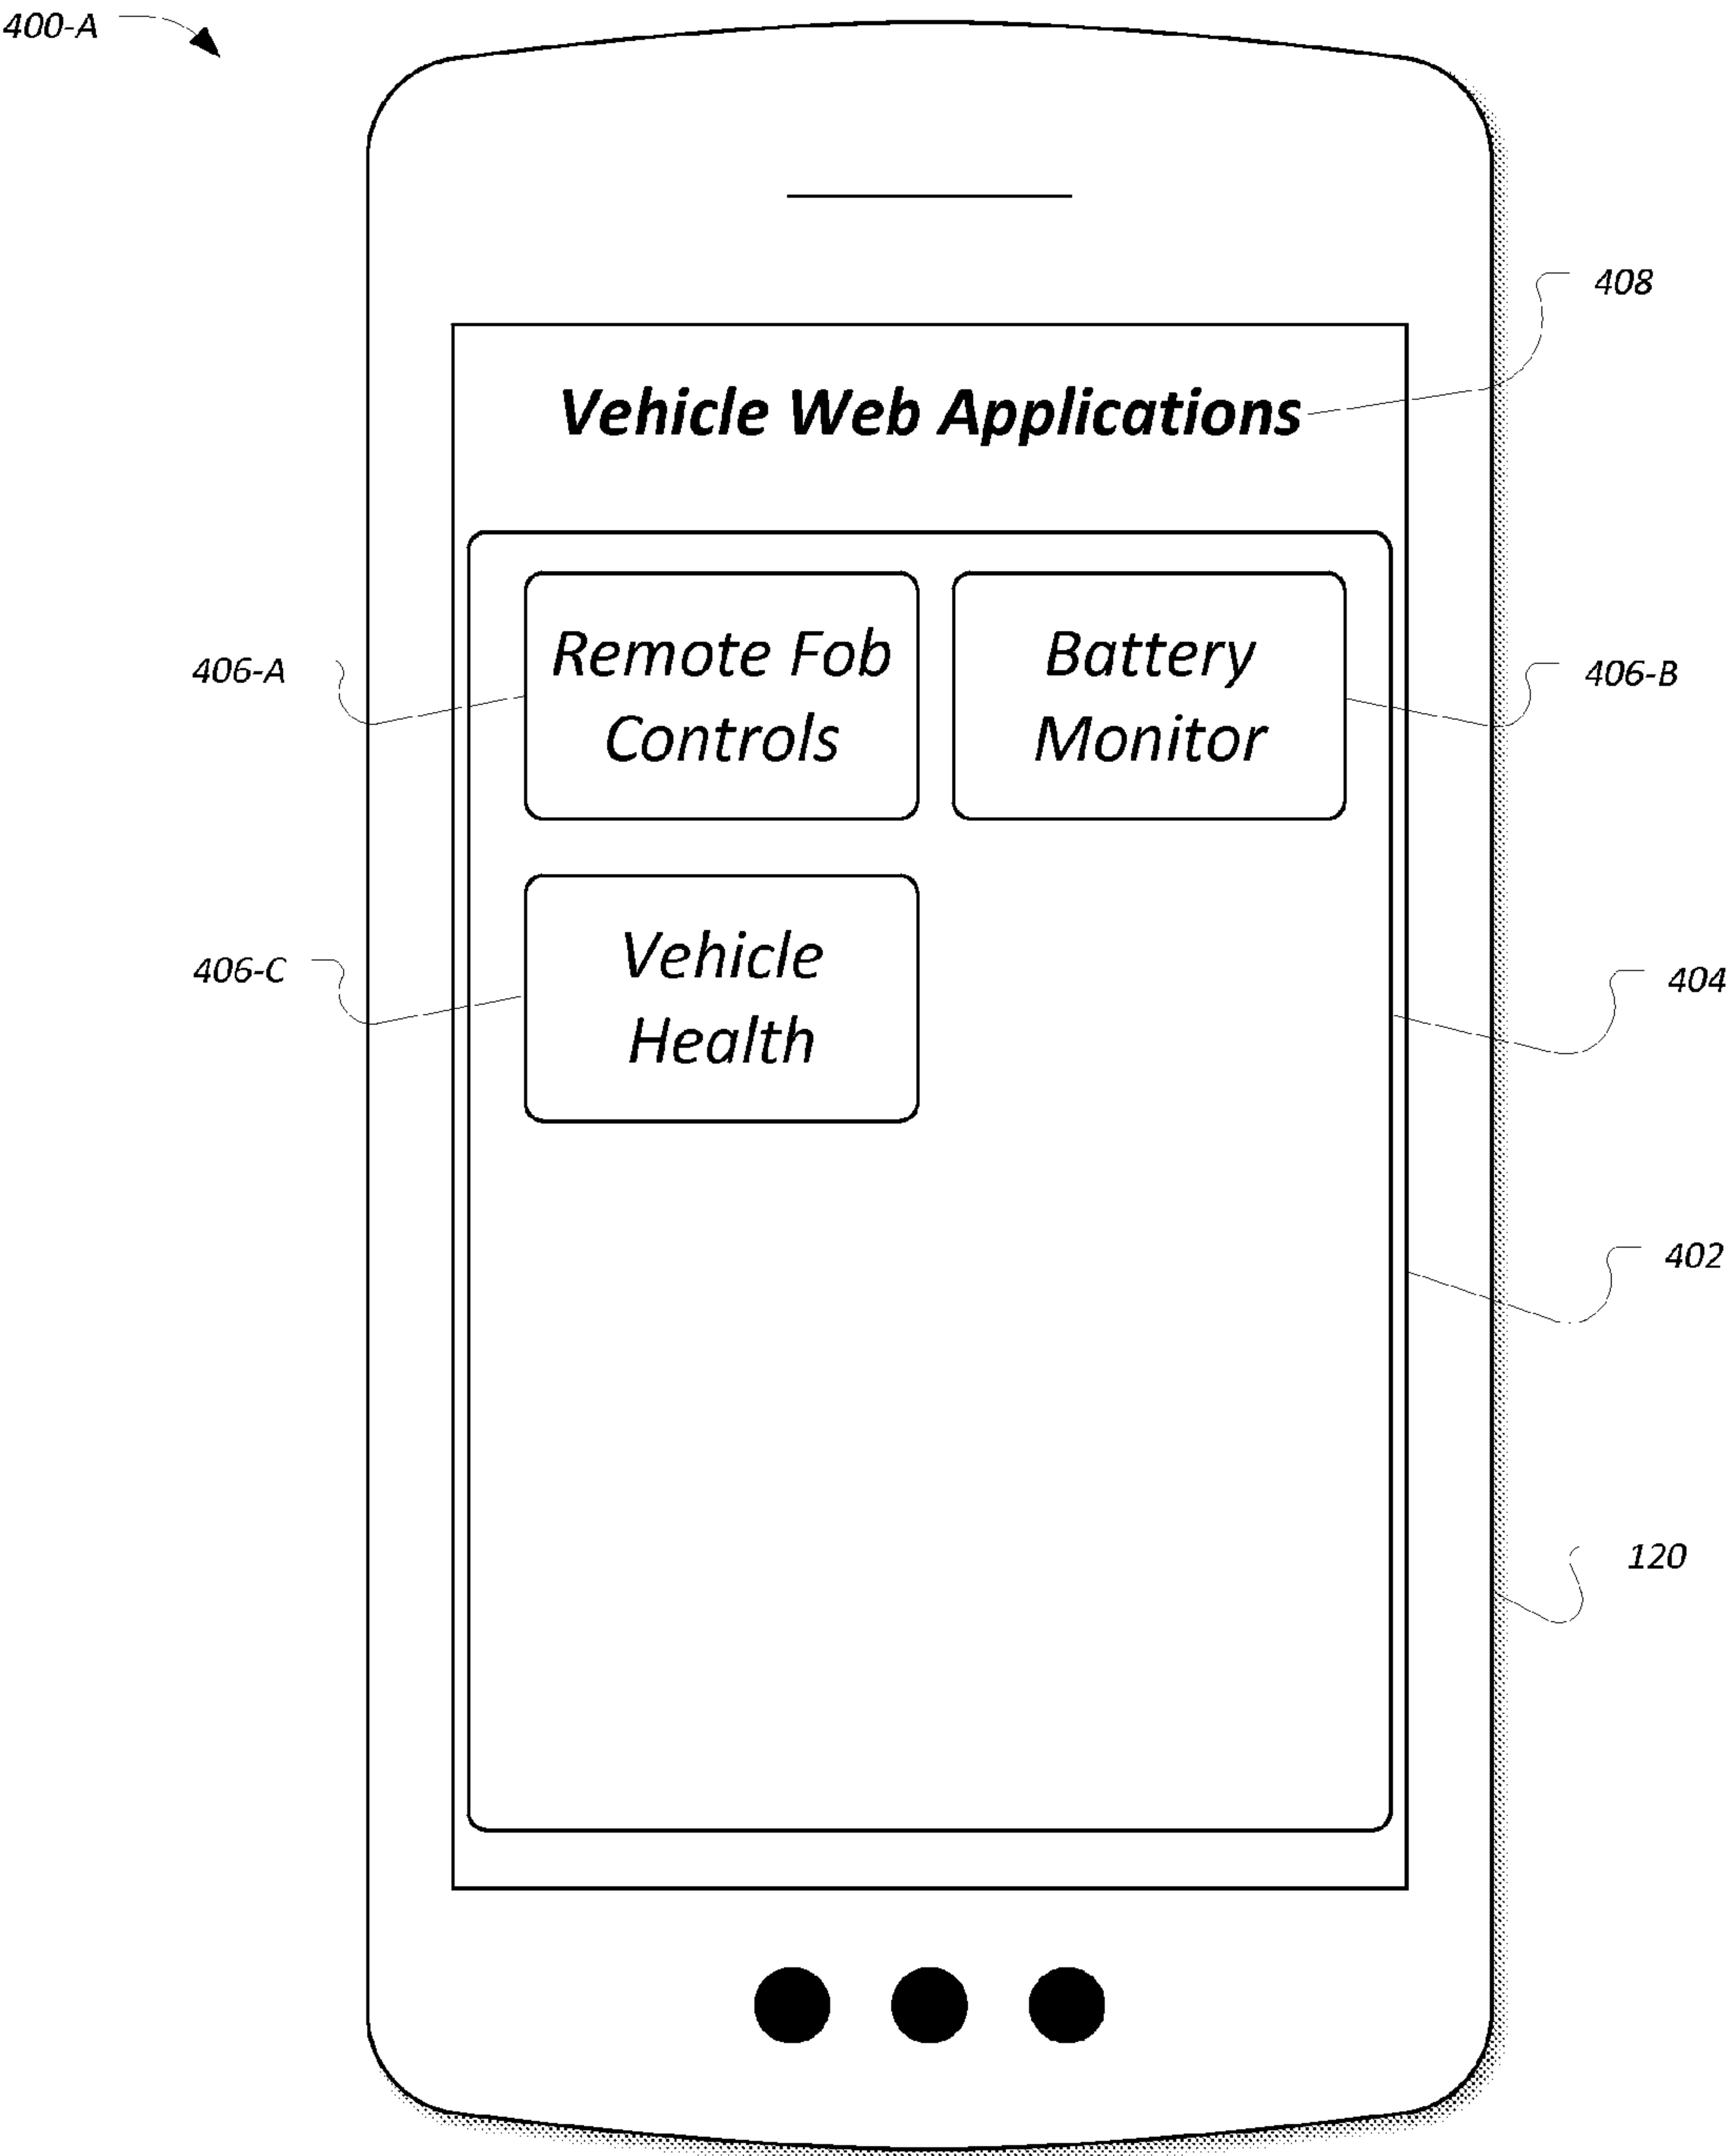 400-A
408
Vehicle Web Applications
Remote Fob
Controls
Battery
Monitor
406-A
406-B
Vehicle
Health
406-C
404
402
120